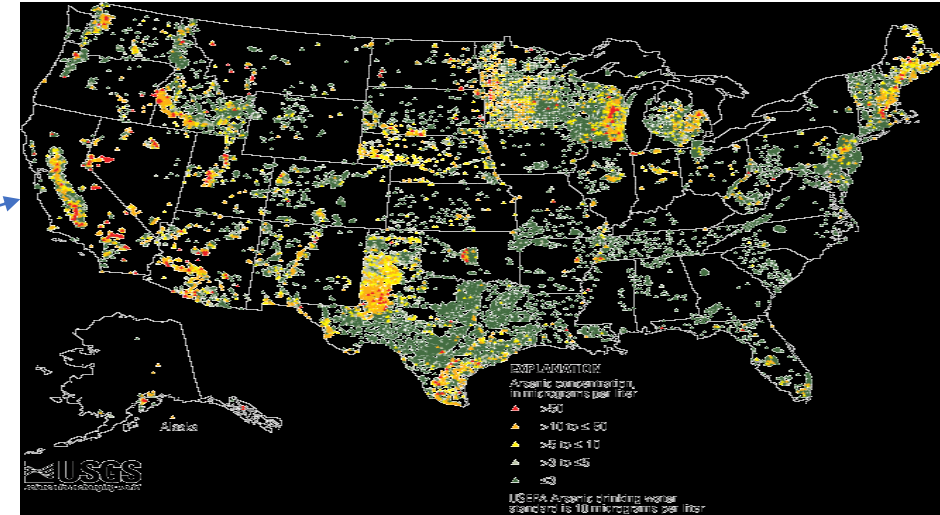 EXPLANATION
Arsenic concentration,
in micrograms per liter
>50
>10 to ≤ 50
>5 to ≤ 10
>3 to ≤5
≤3
USEPA Arsenic drinking water
standard is 10 micrograms per liter
Alaska
USGS